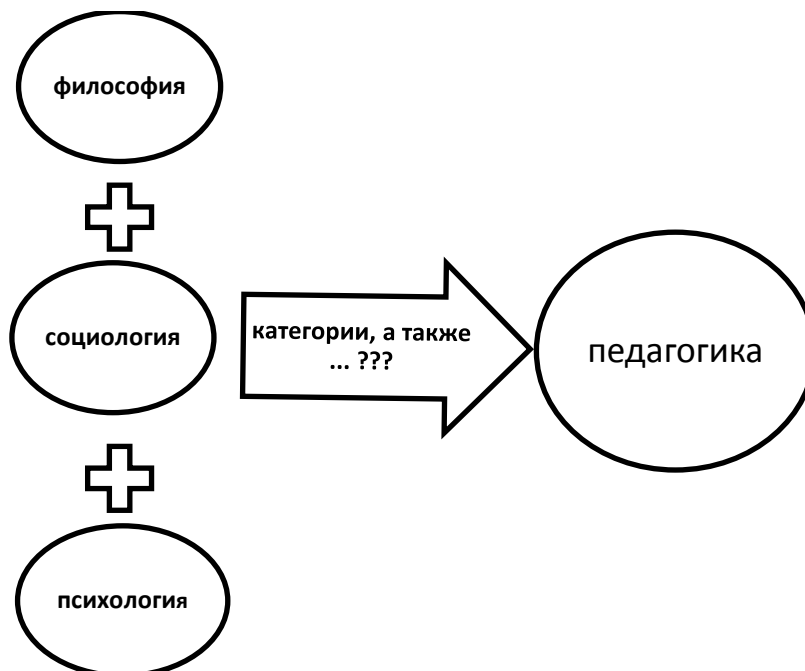 философия
социология
категории, а также
... ???
педагогика
психология